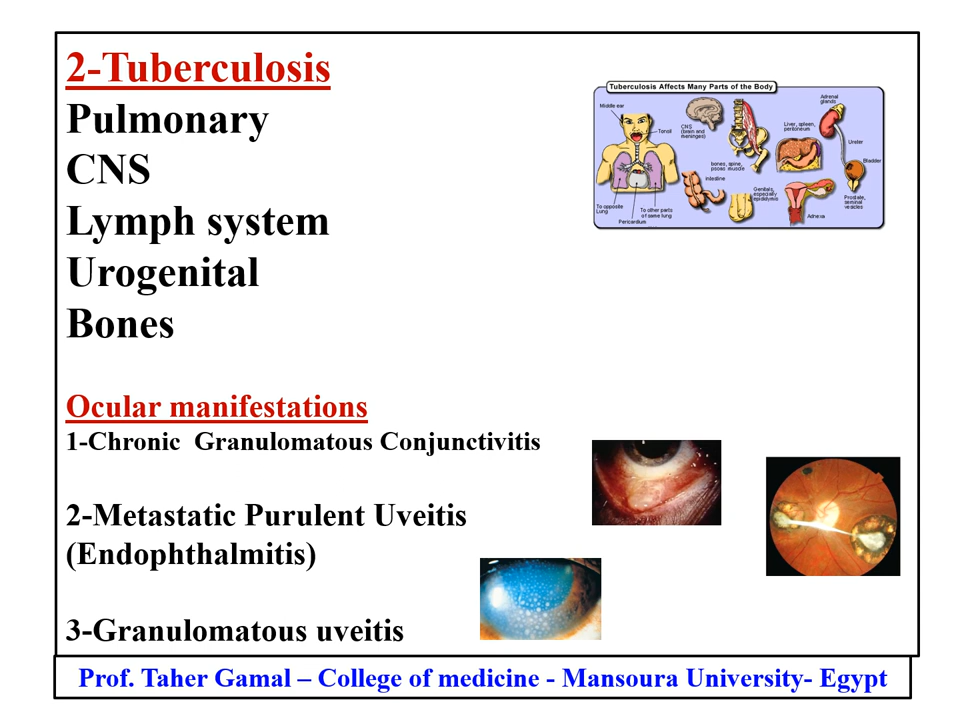 2-Tuberculosis
Pulmonary
CNS
Lymph system
Urogenital
Bones
Tuberculosis Affects Many Parts of the Body
Middle ear
Tonsil
CNS
(brain and
meninges)
bones, spine,
psoas muscle
Liver, spleen,
peritoneum
Adrenal
glands
Ureter
Bladder
intestine
Genitals,
especially
epididymis
Prostate,
seminal
vesicles
To opposite
Lung
To other parts
of same lung
Pericardium
Adnexa
Ocular manifestations
1-Chronic Granulomatous Conjunctivitis
2-Metastatic Purulent Uveitis
(Endophthalmitis)
3-Granulomatous uveitis
Prof. Taher Gamal – College of medicine - Mansoura University- Egypt